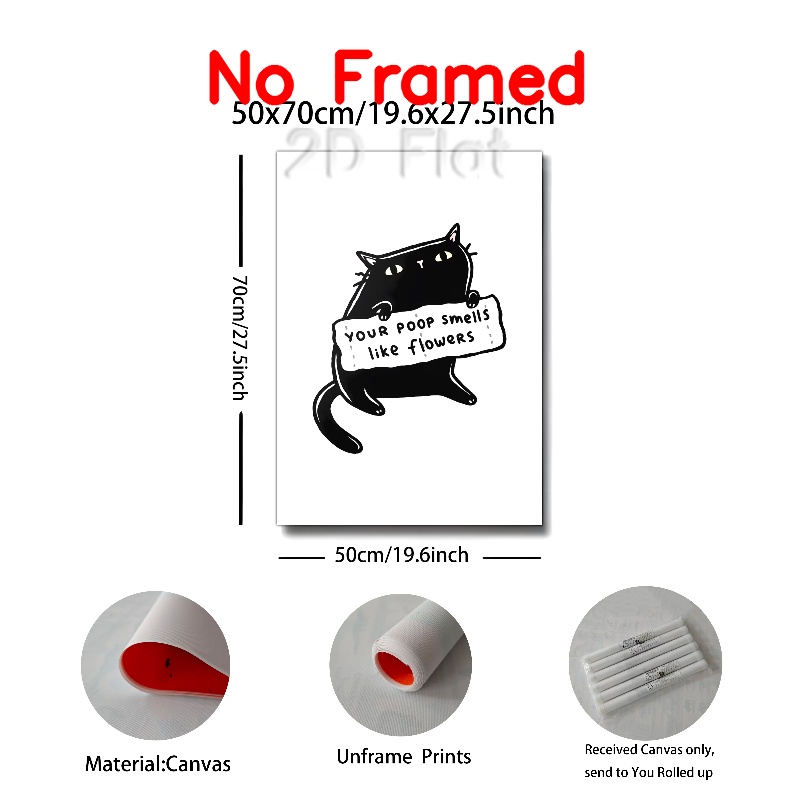 No Framed
50x70cm/19.6x27.5inch
2D Flat
70cm/27.5inch
YOUR POOP smells
like flowers
50cm/19.6inch
Material:Canvas
Unframe Prints
Received Canvas only,
send to You Rolled up